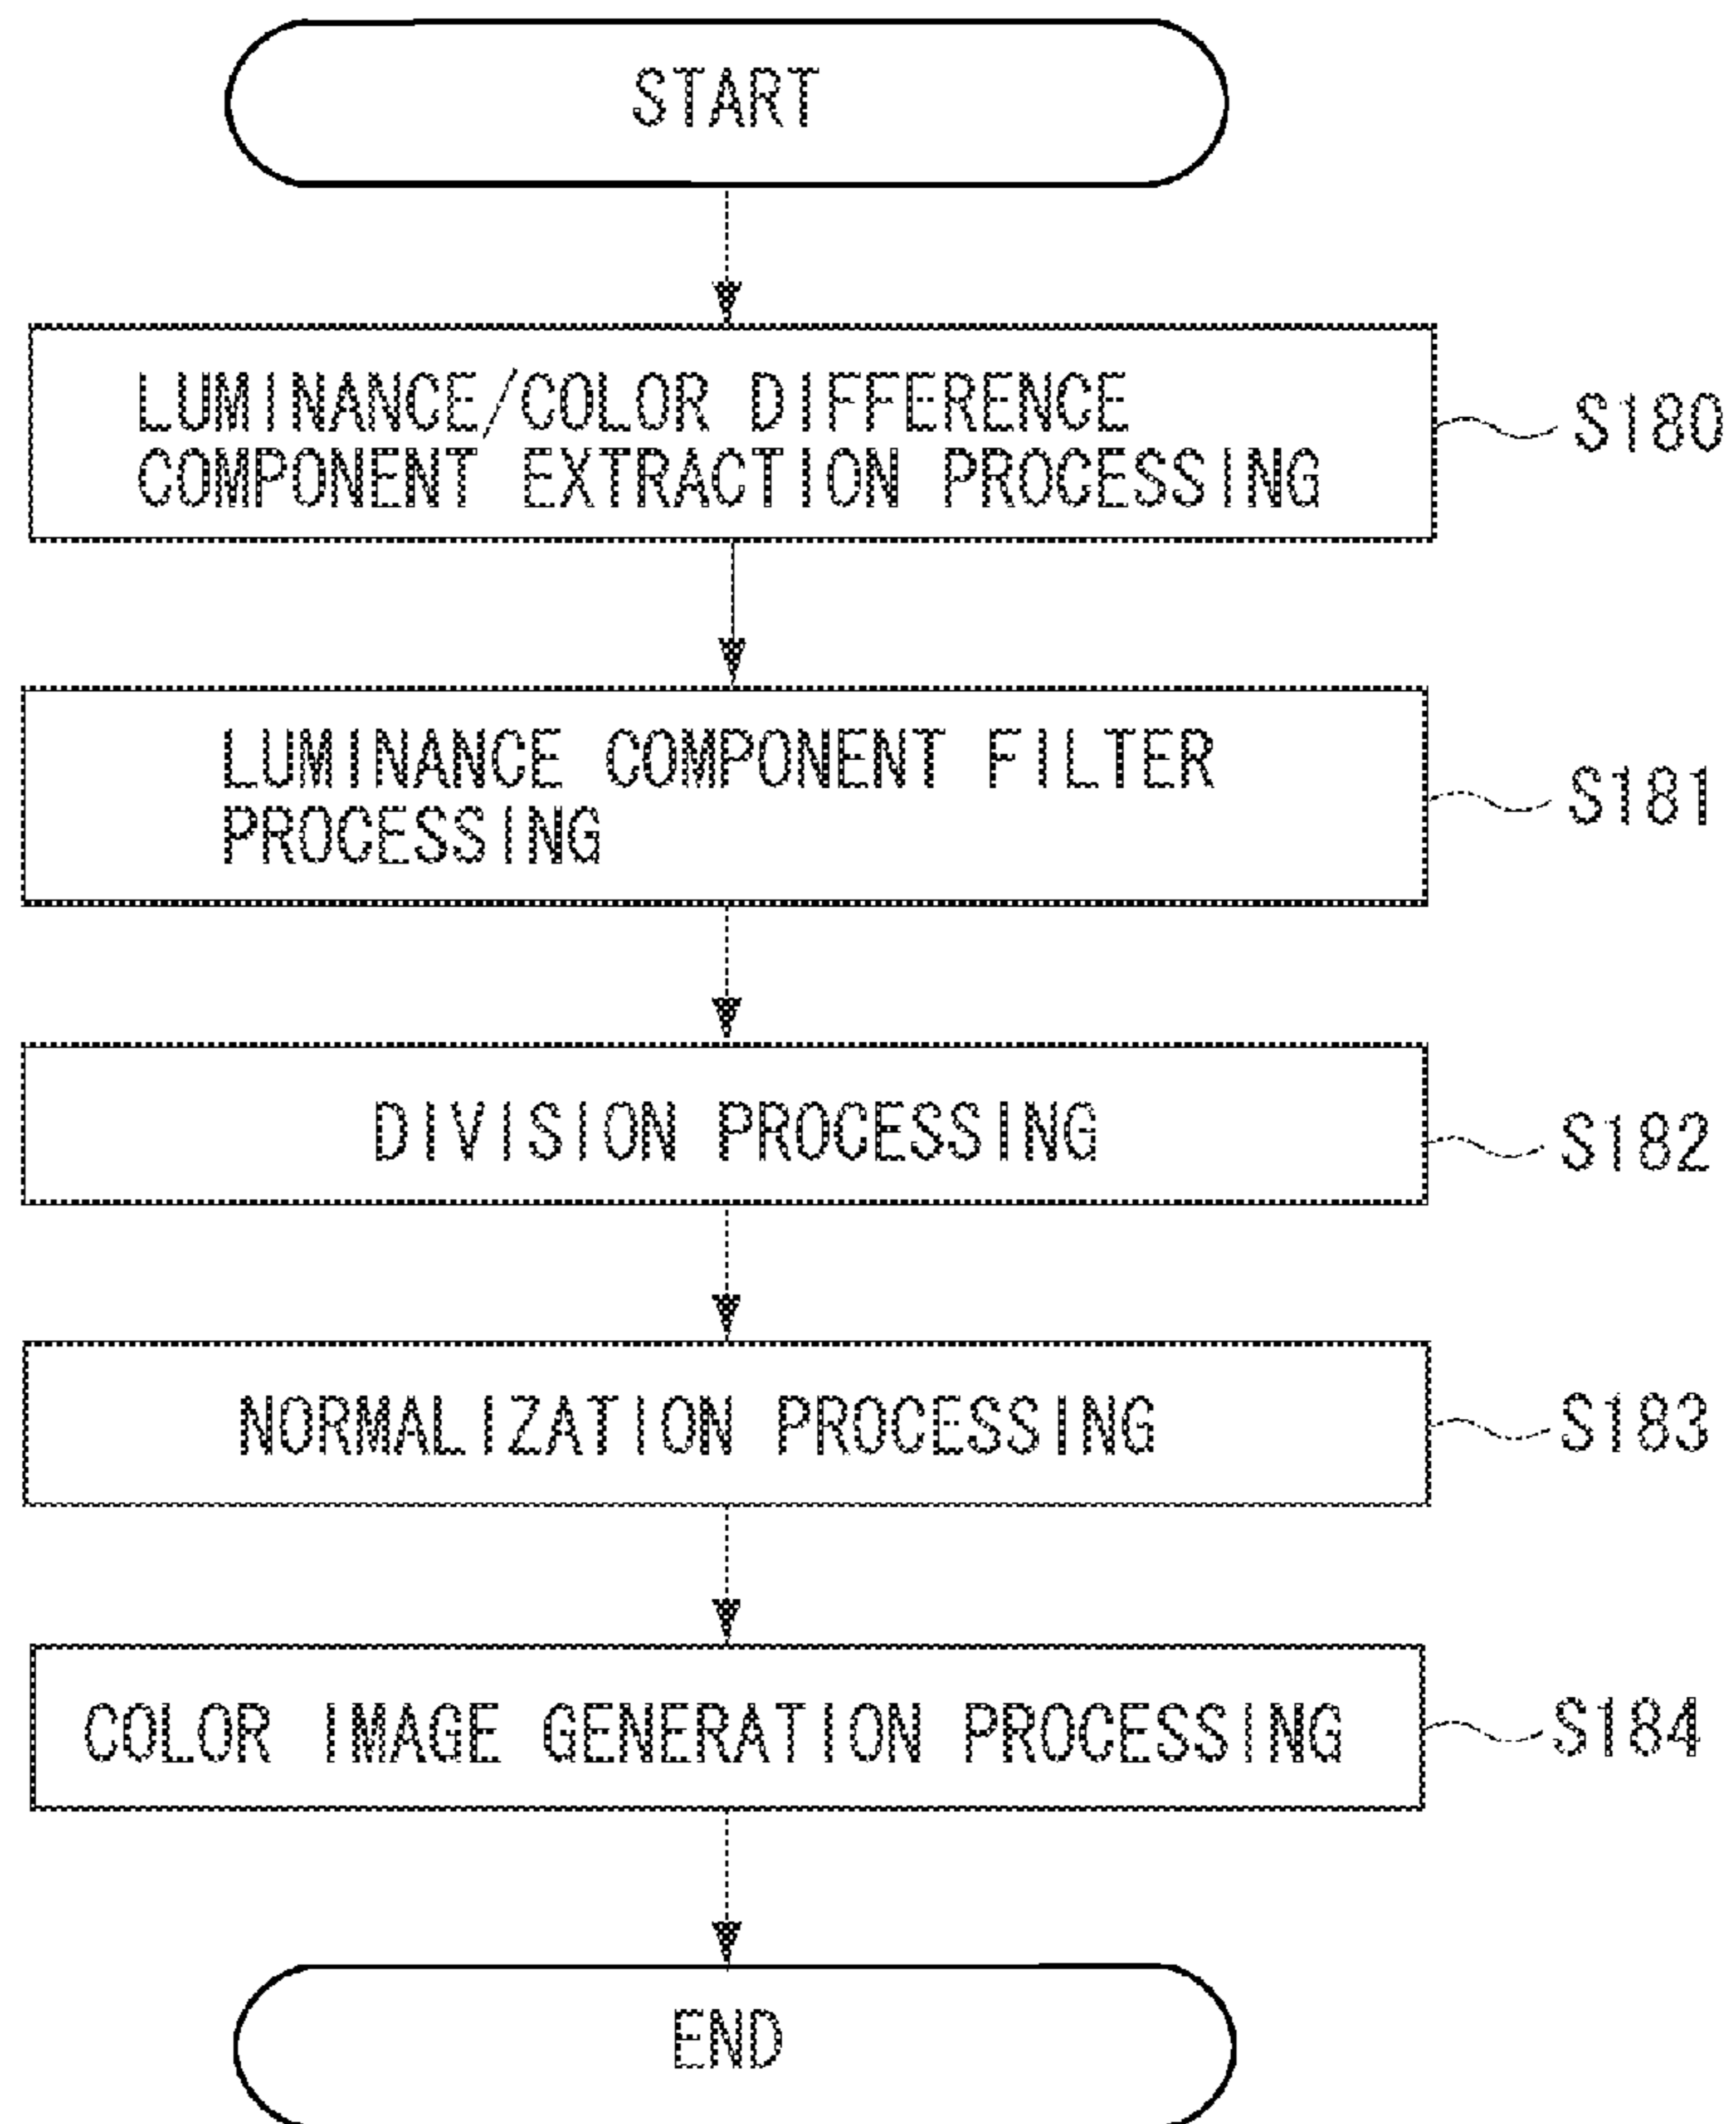 START
LUMINANCE/COLOR DIFFERENCE
COMPONENT EXTRACTION PROCESSING
S180
LUMINANCE COMPONENT FILTER
PROCESSING
S181
DIVISION PROCESSING
S182
NORMALIZATION PROCESSING
S183
COLOR IMAGE GENERATION PROCESSING
S184
END